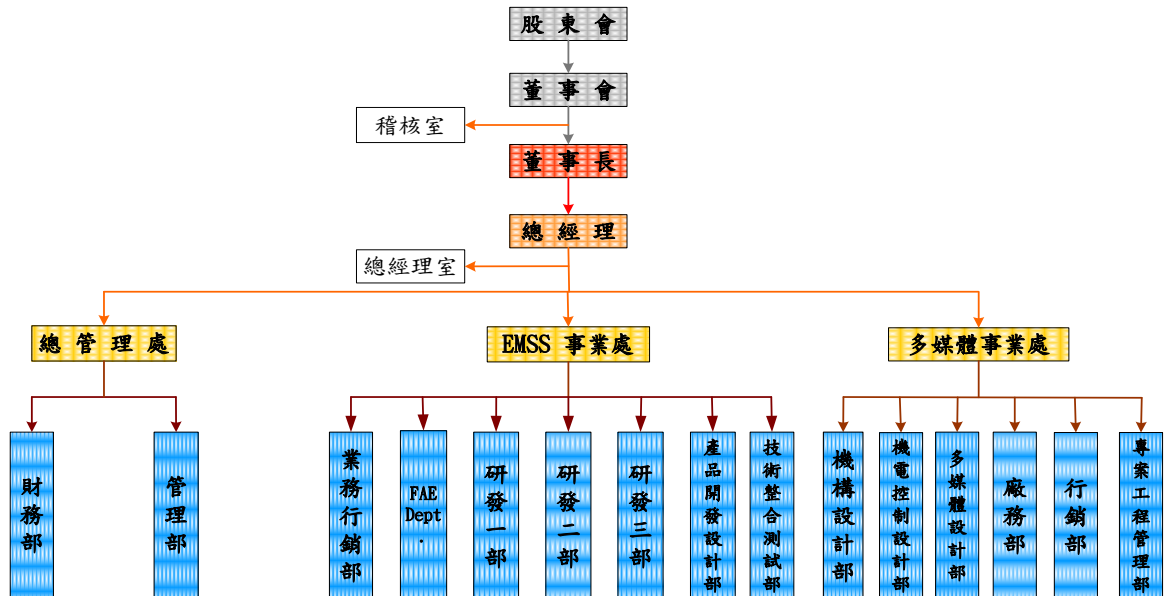 股東會
董事會
稽核室
董事長
總經理
總經理室
總管理處
EMSS 事業處
多媒體事業處
財務部
管理部
業務行銷部
FAE
Dept
.
研發一部
研發二部
研發三部
產品開發設計部
技術整合測試部
機構設計部
機電控制設計部
多媒體設計部
廠務部
行銷部
專案工程管理部